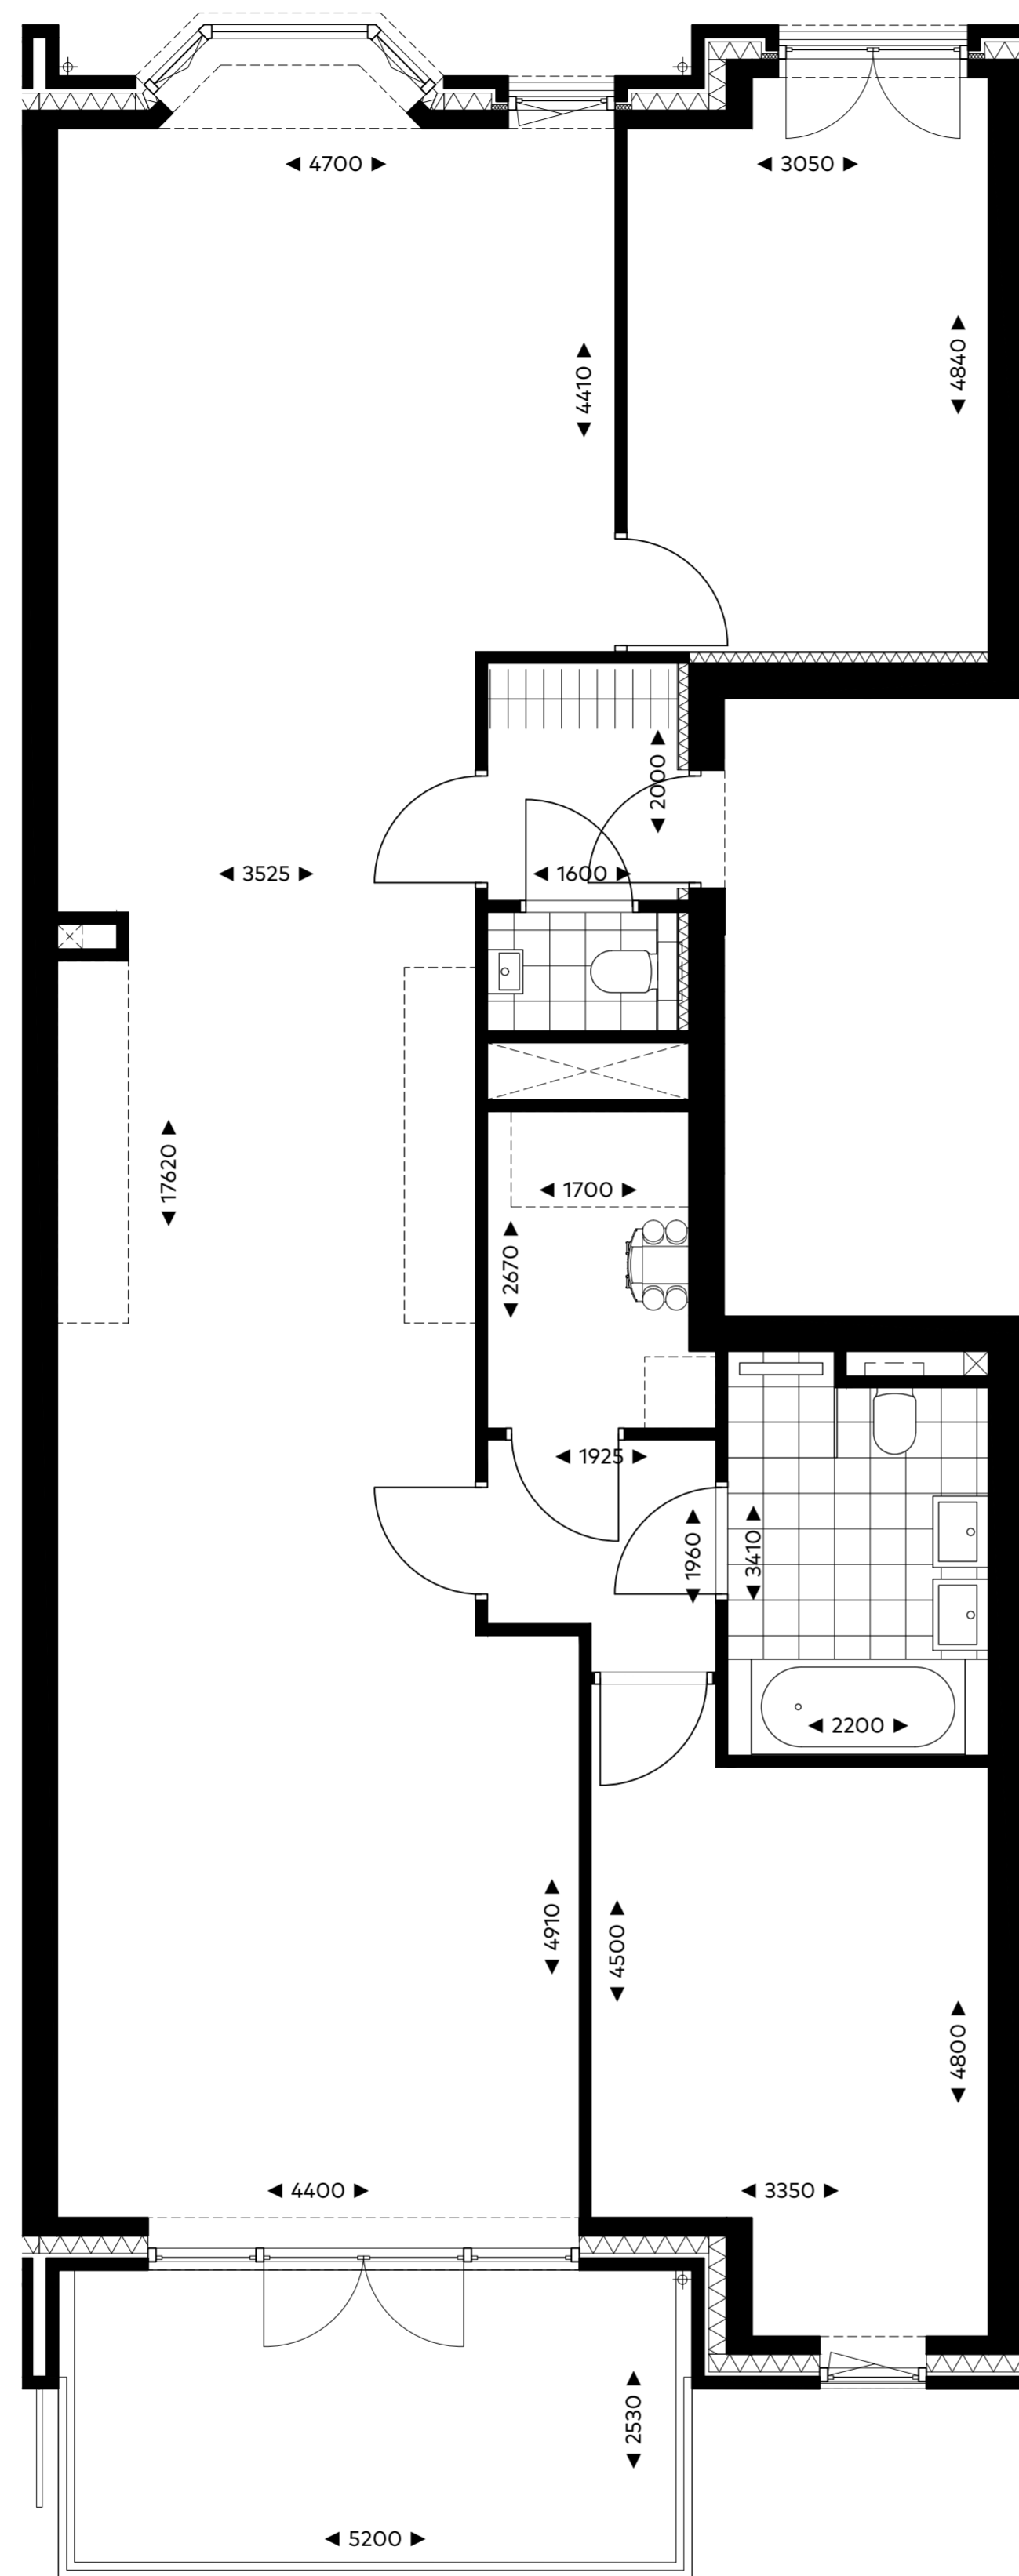 ◄ 4700 ►
◄ 3050 ►
◄ 4840 ►
◄ 4410 ►
◄ 2000 ►
◄ 3525 ►
◄ 1600 ►
◄ 17620 ►
◄ 1700 ►
◄ 2670 ►
◄ 1925 ►
◄ 1960 ►
◄ 3410 ►
◄ 2200 ►
◄ 4910 ►
◄ 4500 ►
◄ 4800 ►
◄ 4400 ►
◄ 3350 ►
◄ 2530 ►
◄ 5200 ►